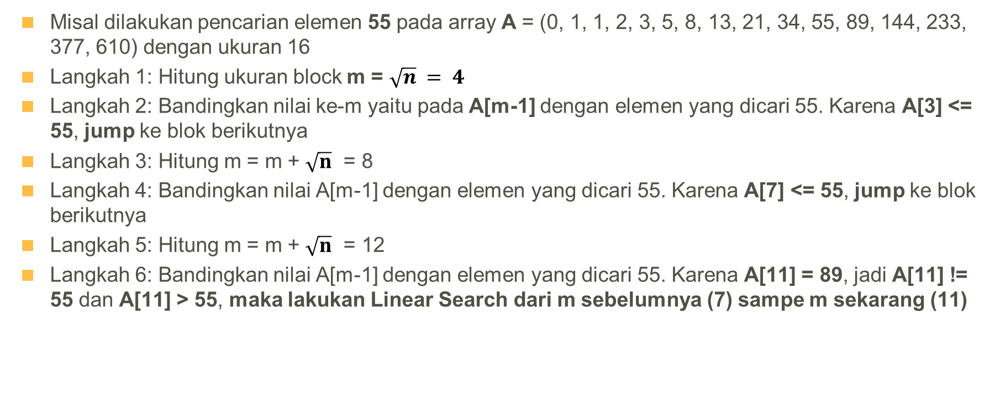 Misal dilakukan pencarian elemen 55 pada array A = (0, 1, 1, 2, 3, 5, 8, 13, 21, 34, 55, 89, 144, 233,
377, 610) dengan ukuran 16
Langkah 1: Hitung ukuran block m = √n = 4
Langkah 2: Bandingkan nilai ke-m yaitu pada A[m-1] dengan elemen yang dicari 55. Karena A[3] <=
55, jump ke blok berikutnya
Langkah 3: Hitung m = m + √n = 8
Langkah 4: Bandingkan nilai A[m-1] dengan elemen yang dicari 55. Karena A[7] <= 55, jump ke blok
berikutnya
Langkah 5: Hitung m = m + √n = 12
Langkah 6: Bandingkan nilai A[m-1] dengan elemen yang dicari 55. Karena A[11] = 89, jadi A[11] !=
55 dan A[11] > 55, maka lakukan Linear Search dari m sebelumnya (7) sampe m sekarang (11)